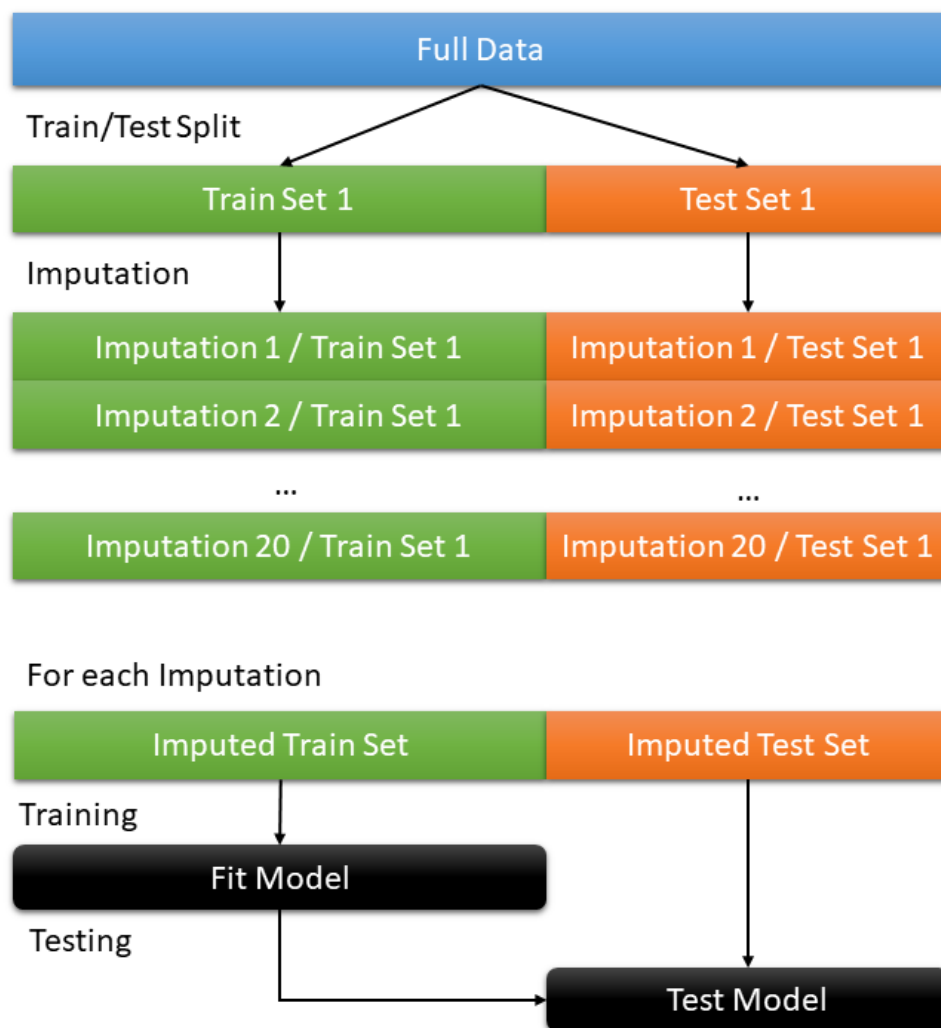 Full Data
Train/Test Split
Train Set 1
Test Set 1
Imputation
Imputation 1 / Train Set 1
Imputation 1 / Test Set 1
Imputation 2 / Train Set 1
Imputation 2 / Test Set 1
...
...
Imputation 20 / Train Set 1
Imputation 20 / Test Set 1
For each Imputation
Imputed Train Set
Imputed Test Set
Training
Fit Model
Testing
Test Model